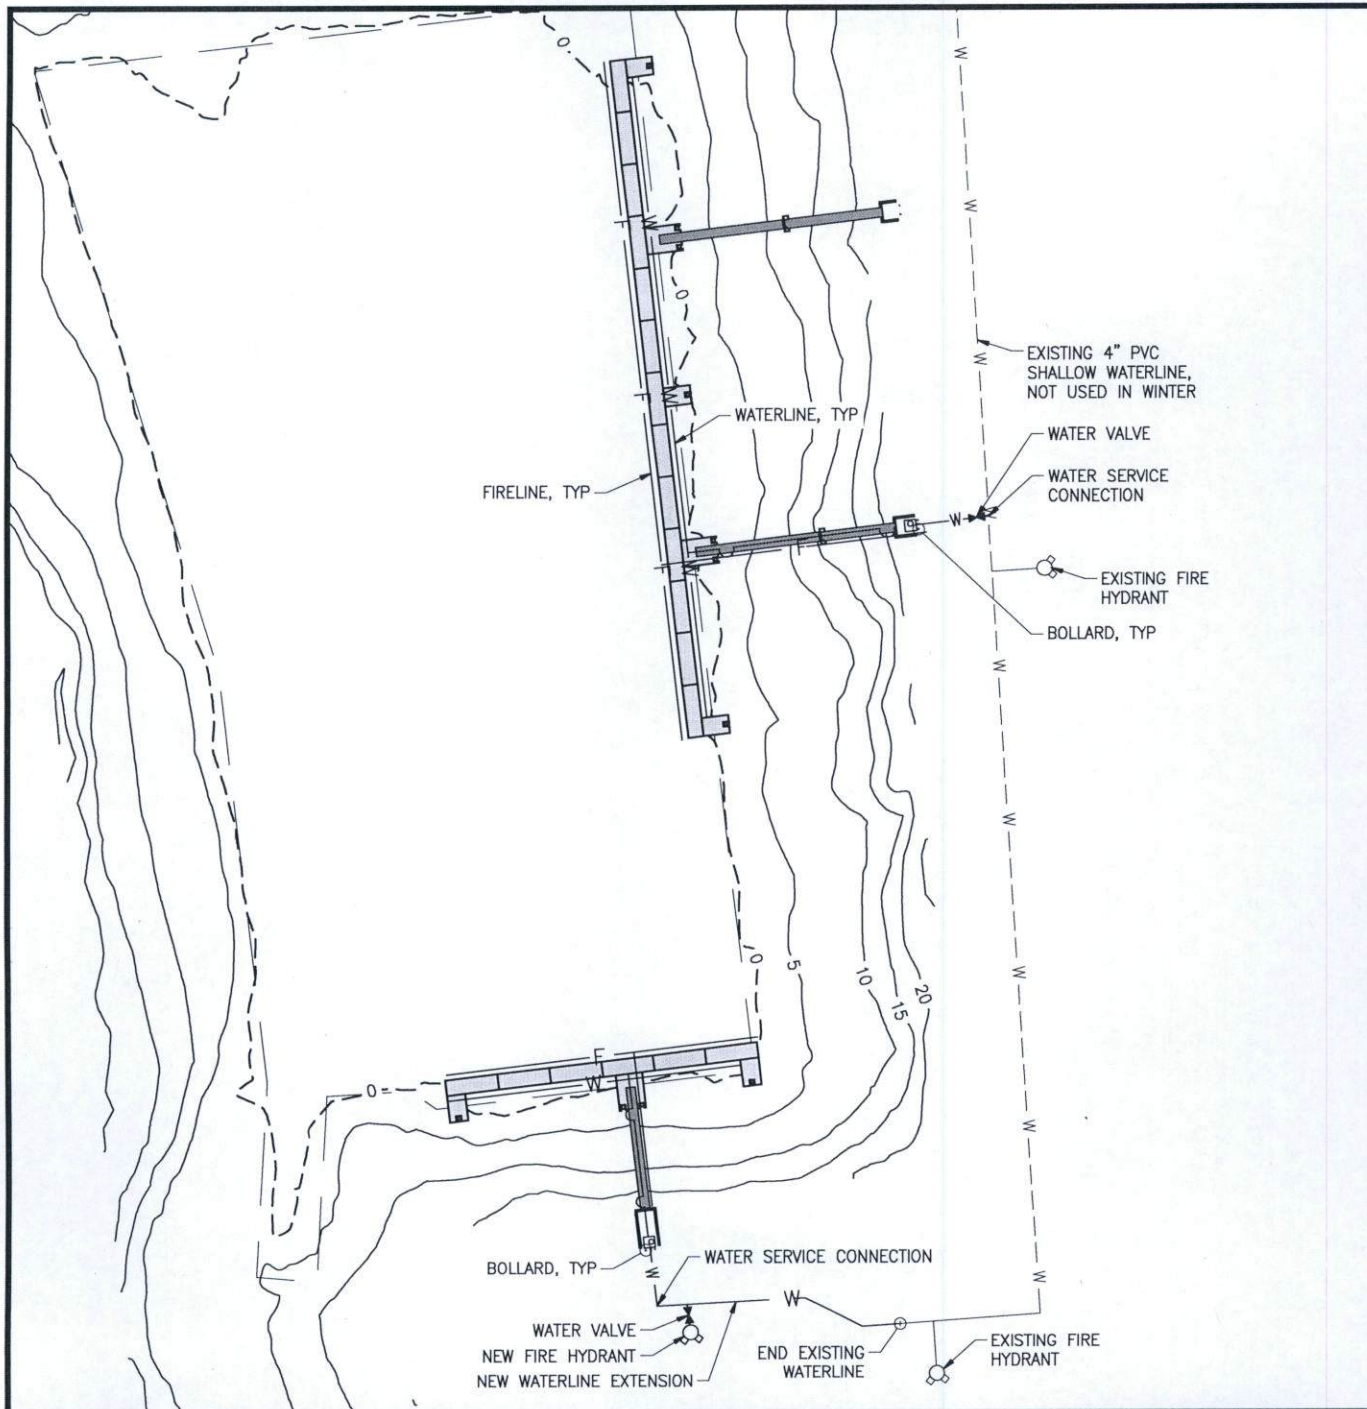 O
W
W
F
W
O
W
EXISTING 4" PVC
SHALLOW WATERLINE,
NOT USED IN WINTER
F
W
WATERLINE, TYP
WATER VALVE
WATER SERVICE
CONNECTION
FIRELINE, TYP
W
F
W
EXISTING FIRE
HYDRANT
BOLLARD, TYP
W
W
O
5
10
15
20
W
F
W
O
W
BOLLARD, TYP
WATER SERVICE CONNECTION
W
W
W
WATER VALVE
NEW FIRE HYDRANT
NEW WATERLINE EXTENSION
END EXISTING
WATERLINE
EXISTING FIRE
HYDRANT